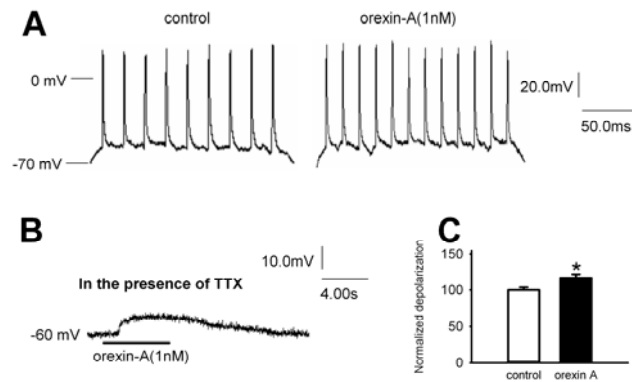 A
control
orexin-A(1nM)
0 mV
20.0mV
50.0ms
-70 mV
B
In the presence of TTX
10.0mV
4.00s
-60 mV
orexin-A(1nM)
C
Normalized depolarization
150
100
50
0
*
control
orexin A